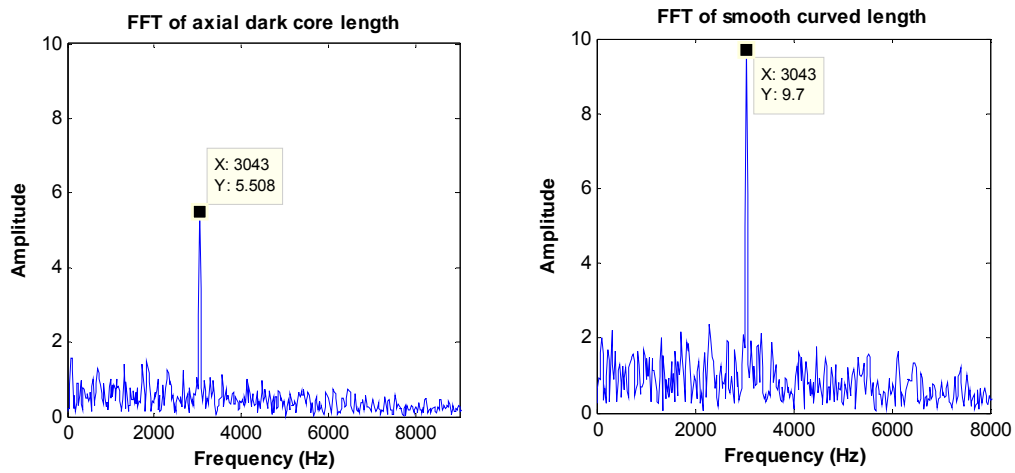 FFT of axial dark core length
10
8
6
4
2
0
0 2000 4000 6000 8000
Amplitude
Frequency (Hz)
X: 3043
Y: 5.508
FFT of smooth curved length
10
8
6
4
2
0
0 2000 4000 6000 8000
Amplitude
Frequency (Hz)
X: 3043
Y: 9.7